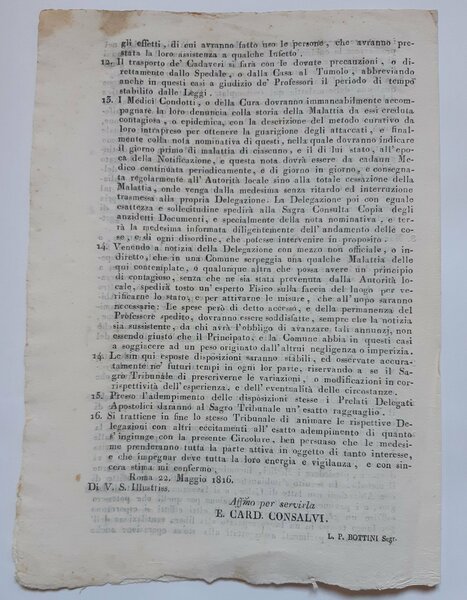 gli effetti, di cui avranno fatto uso le persone, che avranno pre-
stata la loro assistenza a qualche Infetto.
12. Il trasporto de' Cadaveri si farà con le dovute precauzioni, o di-
rettamente dallo Spedale, o dalla Casa al Tumolo, abbreviando
anche in questi casi a giudizio de' Professori il periodo di tempo
stabilito dalle Leggi.
13. I Medici Condotti, o della Cura dovranno immancabilmente accom-
pagnare la loro denuncia colla storia della Malattia da essi creduta
contagiosa, o epidemica, con la descrizione del metodo curativo da
loro intrapreso per ottenere la guarigione degli attaccati, e final-
mente colla nota nominativa di questi, nella quale dovranno indicare
il giorno primo di malattia di ciascuno, e il di lui stato, all'epo-
ca della Notificazione, e questa nota dovrà essere da cadaun Me-
dico continuata periodicamente, e di giorno in giorno, e consegna-
ta regolarmente all'Autorità locale sino alla totale cessazione della
Malattia, onde venga dalla medesima senza ritardo ed interruzione
trasmessa alla propria Delegazione. La Delegazione poi con eguale
esattezza e sollecitudine spedirà alla Sagra Consulta Copia degli
anzidetti Documenti, e specialmente della nota nominativa, e ter-
rà la medesima informata diligentemente dell'andamento delle co-
se, e di ogni disordine, che potesse intervenire in proposito.
14. Venendo a notizia della Delegazione con mezzo non officiale, o in-
diretto, che in una Comune serpeggia una qualche Malattia delle
qui contemplate, o qualunque altra che possa avere un principio
di contagioso, senza che ne sia stata prevenuta dalla Autorità lo-
cale, spedirà tosto un'esperto Fisico sulla faccia del luogo per ve-
rificarne lo stato, e per attivarne le misure, che all'uopo saranno
necessarie: Le spese però di detto accesso, e della permanenza del
Professore spedito, dovranno essere soddisfatte, sempre che la notizia
sia sussistente, da chi avrà l'obbligo di avanzare tali annunzj, non
essendo giusto che il Principato, e la Comune abbia in questi casi
a soggiacere ad un peso originato dall'altrui negligenza o imperizia.
14. Le sin quì esposte disposizioni saranno stabili, ed osservate accura-
tamente ne' futuri tempi in ogni lor parte, riservando a se il Sa-
gro Tribunale di prescriverne le variazioni, o modificazioni in cor-
rispettività dell'esperienze, e dell'eventualità delle circostanze.
15. Presso l'adempimento delle disposizioni stesse i Prelati Delegati
Apostolici daranno al Sagro Tribunale un'esatto ragguaglio.
16. Si trattiene in fine lo stesso Tribunale di animare le rispettive De-
legazioni con altri eccitamenti all'esatto adempimento di quanto
s'ingiunge con la presente Circolare, ben persuaso che le medesi-
me prenderanno tutta la parte attiva in oggetto di tanto interesse,
e che impegnar deve tutta la loro energia e vigilanza, e con sin-
cera stima mi confermo.
Roma 22. Maggio 1816.
Di V. S. Illustriss.
Affmo per servirla
E. CARD. CONSALVI.
L. P. BOTTINI Segr.